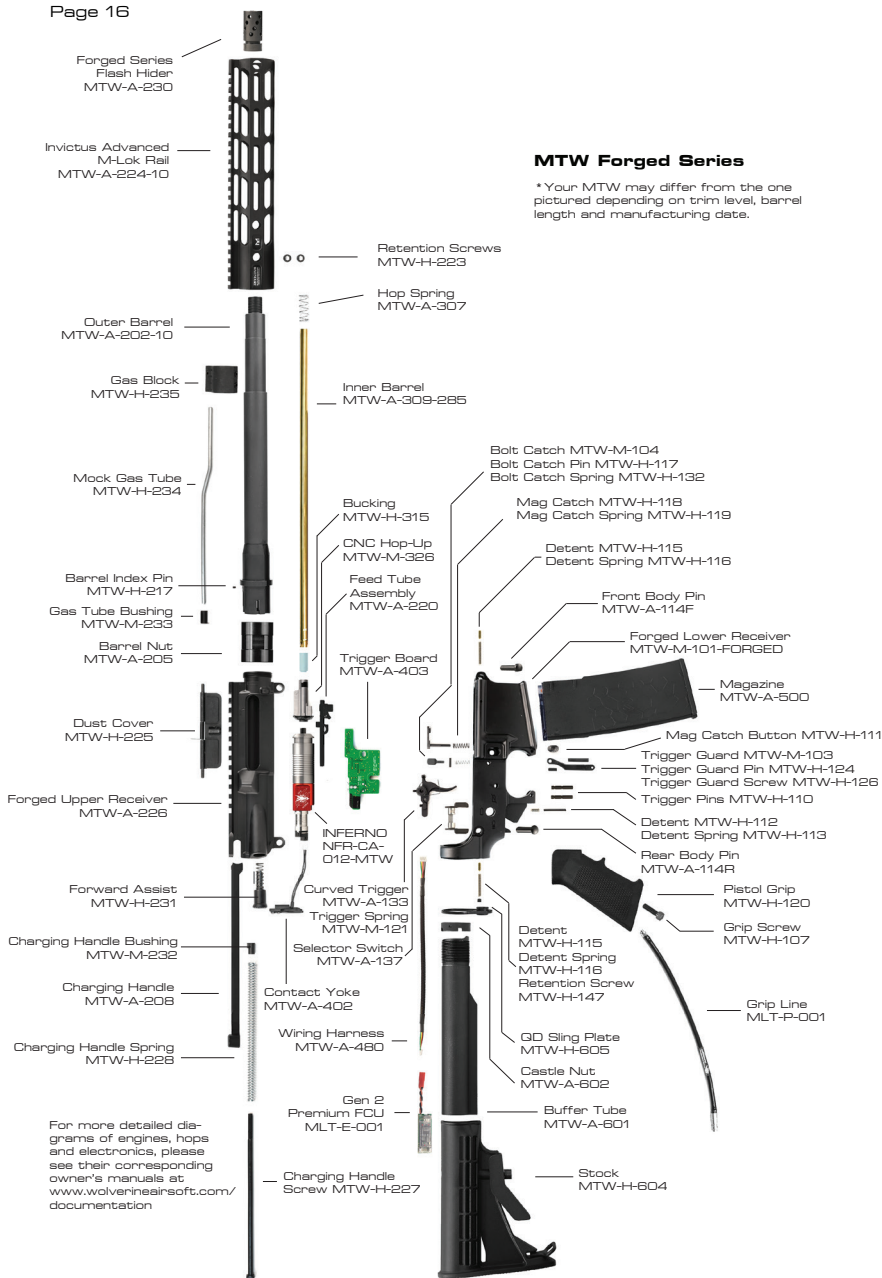 Page 16
Forged Series
Flash Hider
MTW-A-230
Invictus Advanced
M-Lok Rail
MTW-A-224-10
MTW Forged Series
*Your MTW may differ from the one
pictured depending on trim level, barrel
length and manufacturing date.
Retention Screws
MTW-H-223
Hop Spring
MTW-A-307
Outer Barrel
MTW-A-202-10
Gas Block
MTW-H-235
Inner Barrel
MTW-A-309-285
Mock Gas Tube
MTW-H-234
Bolt Catch MTW-M-104
Bolt Catch Pin MTW-H-117
Bolt Catch Spring MTW-H-132
Mag Catch MTW-H-118
Mag Catch Spring MTW-H-119
Bucking
MTW-H-315
CNC Hop-Up
MTW-M-326
Detent MTW-H-115
Detent Spring MTW-H-116
Barrel Index Pin
MTW-H-217
Feed Tube
Assembly
MTW-A-220
Front Body Pin
MTW-A-114F
Gas Tube Bushing
MTW-M-233
Forged Lower Receiver
MTW-M-101-FORGED
Barrel Nut
MTW-A-205
Trigger Board
MTW-A-403
Magazine
MTW-A-500
Dust Cover
MTW-H-225
Mag Catch Button MTW-H-111
Trigger Guard MTW-M-103
Trigger Guard Pin MTW-H-124
Trigger Guard Screw MTW-H-126
Trigger Pins MTW-H-110
Forged Upper Receiver
MTW-A-226
Detent MTW-H-112
Detent Spring MTW-H-113
INFERNO
NFR-CA-
012-MTW
Rear Body Pin
MTW-A-114R
Forward Assist
MTW-H-231
Curved Trigger
MTW-A-133
Trigger Spring
MTW-M-121
Pistol Grip
MTW-H-120
Grip Screw
MTW-H-107
Charging Handle Bushing
MTW-M-232
Selector Switch
MTW-A-137
Detent
MTW-H-115
Detent Spring
MTW-H-116
Retention Screw
MTW-H-147
Charging Handle
MTW-A-208
Contact Yoke
MTW-A-402
Grip Line
MLT-P-001
Charging Handle Spring
MTW-H-228
Wiring Harness
MTW-A-480
QD Sling Plate
MTW-H-605
Castle Nut
MTW-A-602
Gen 2
Premium FCU
MLT-E-001
Buffer Tube
MTW-A-601
For more detailed dia-
grams of engines, hops
and electronics, please
see their corresponding
owner's manuals at
www.wolverineairsoft.com/
documentation
Charging Handle
Screw MTW-H-227
Stock
MTW-H-604